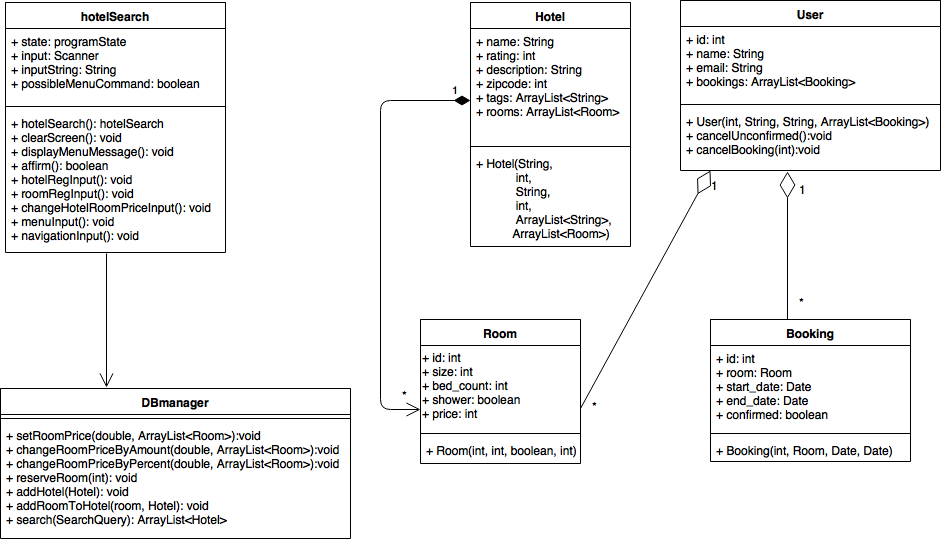 hotelSearch
+ state: programState
+ input: Scanner
+ inputString: String
+ possibleMenuCommand: boolean
+ hotelSearch(): hotelSearch
+ clearScreen(): void
+ displayMenuMessage(): void
+ affirm(): boolean
+ hotelRegInput(): void
+ roomRegInput(): void
+ changeHotelRoomPriceInput(): void
+ menuInput(): void
+ navigationInput(): void
Hotel
+ name: String
+ rating: int
+ description: String
+ zipcode: int
+ tags: ArrayList<String>
+ rooms: ArrayList<Room>
+ Hotel(String,
int,
String,
int,
ArrayList<String>,
ArrayList<Room>)
User
+ id: int
+ name: String
+ email: String
+ bookings: ArrayList<Booking>
+ User(int, String, String, ArrayList<Booking>)
+ cancelUnconfirmed():void
+ cancelBooking(int):void
1
1
1
*
*
*
DBmanager
+ setRoomPrice(double, ArrayList<Room>):void
+ changeRoomPriceByAmount(double, ArrayList<Room>):void
+ changeRoomPriceByPercent(double, ArrayList<Room>):void
+ reserveRoom(int): void
+ addHotel(Hotel): void
+ addRoomToHotel(room, Hotel): void
+ search(SearchQuery): ArrayList<Hotel>
Room
+ id: int
+ size: int
+ bed_count: int
+ shower: boolean
+ price: int
+ Room(int, int, boolean, int)
Booking
+ id: int
+ room: Room
+ start_date: Date
+ end_date: Date
+ confirmed: boolean
+ Booking(int, Room, Date, Date)